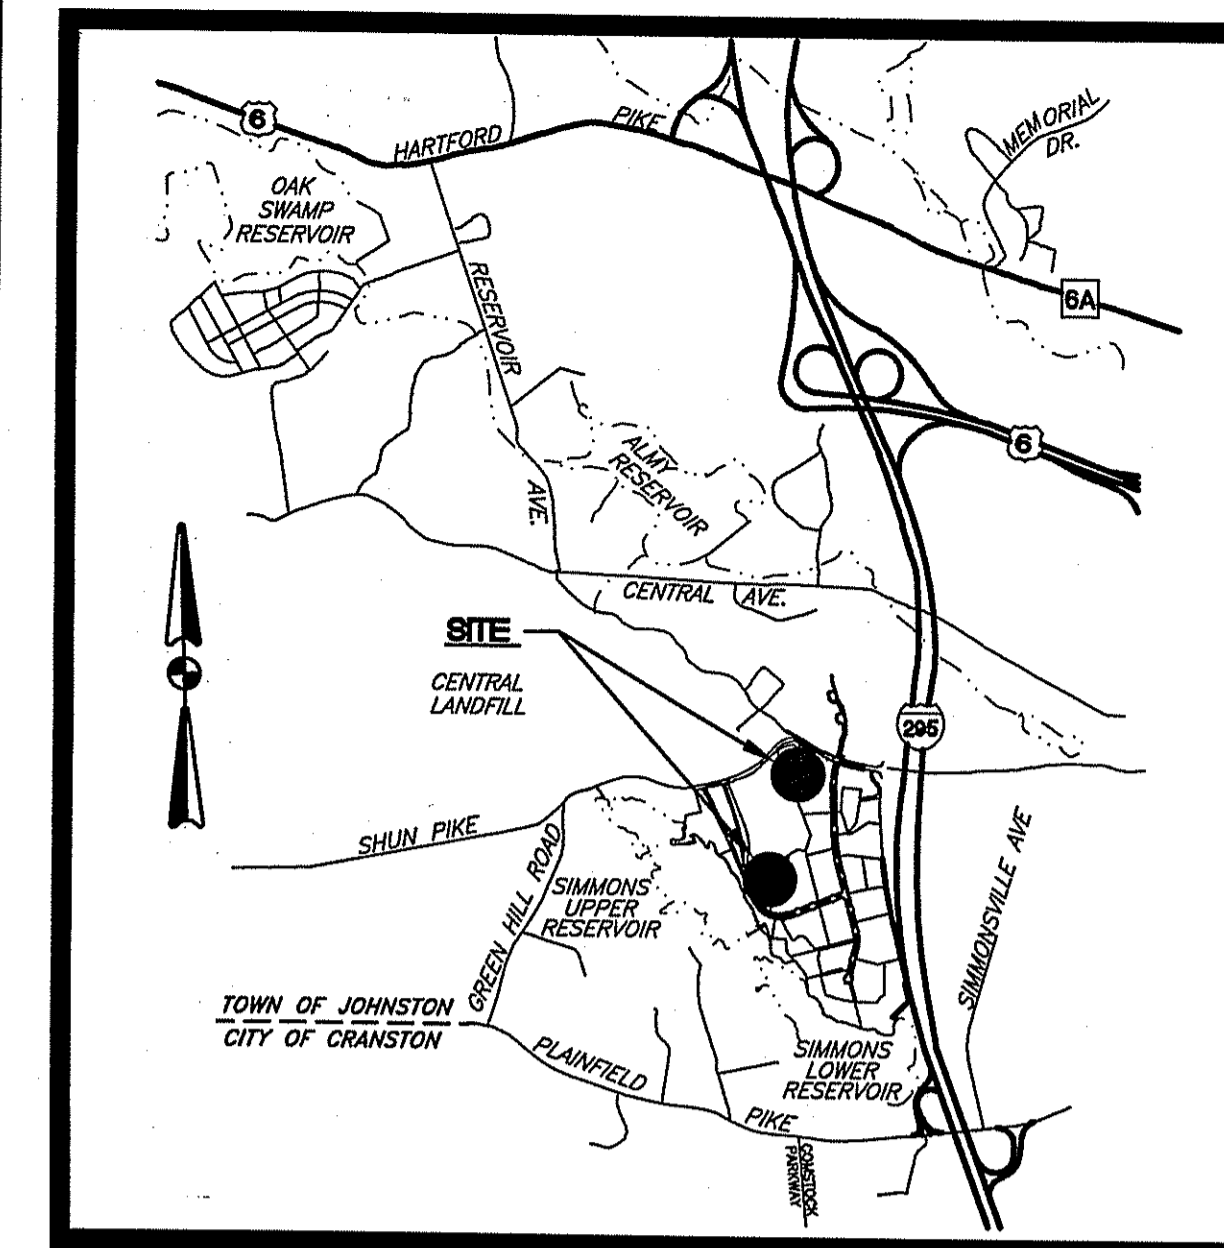 6
HARTFORD
PIKE
MEMORIAL
DR.
OAK
SWAMP
RESERVOIR
RESERVOIR
AVE.
6A
6
ALMY
RESERVOIR
CENTRAL AVE.
SITE
CENTRAL
LANDFILL
295
SHUN PIKE
GREEN HILL ROAD
SIMMONS
UPPER
RESERVOIR
SIMMONSVILLE AVE
TOWN OF JOHNSTON
CITY OF CRANSTON
PLAINFIELD
PIKE
SIMMONS
LOWER
RESERVOIR
COMSTOCK
PARKWAY